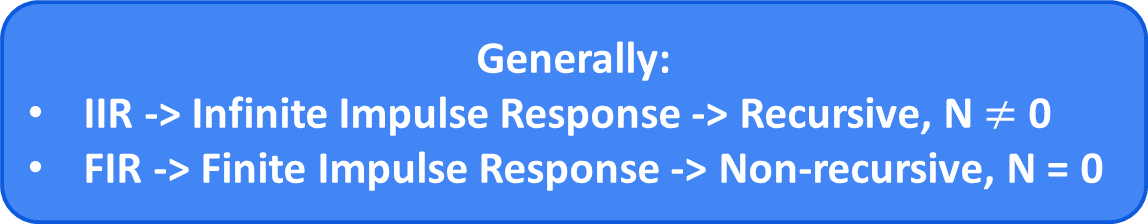 Generally:
• IIR -> Infinite Impulse Response -> Recursive, N ≠ 0
• FIR -> Finite Impulse Response -> Non-recursive, N = 0